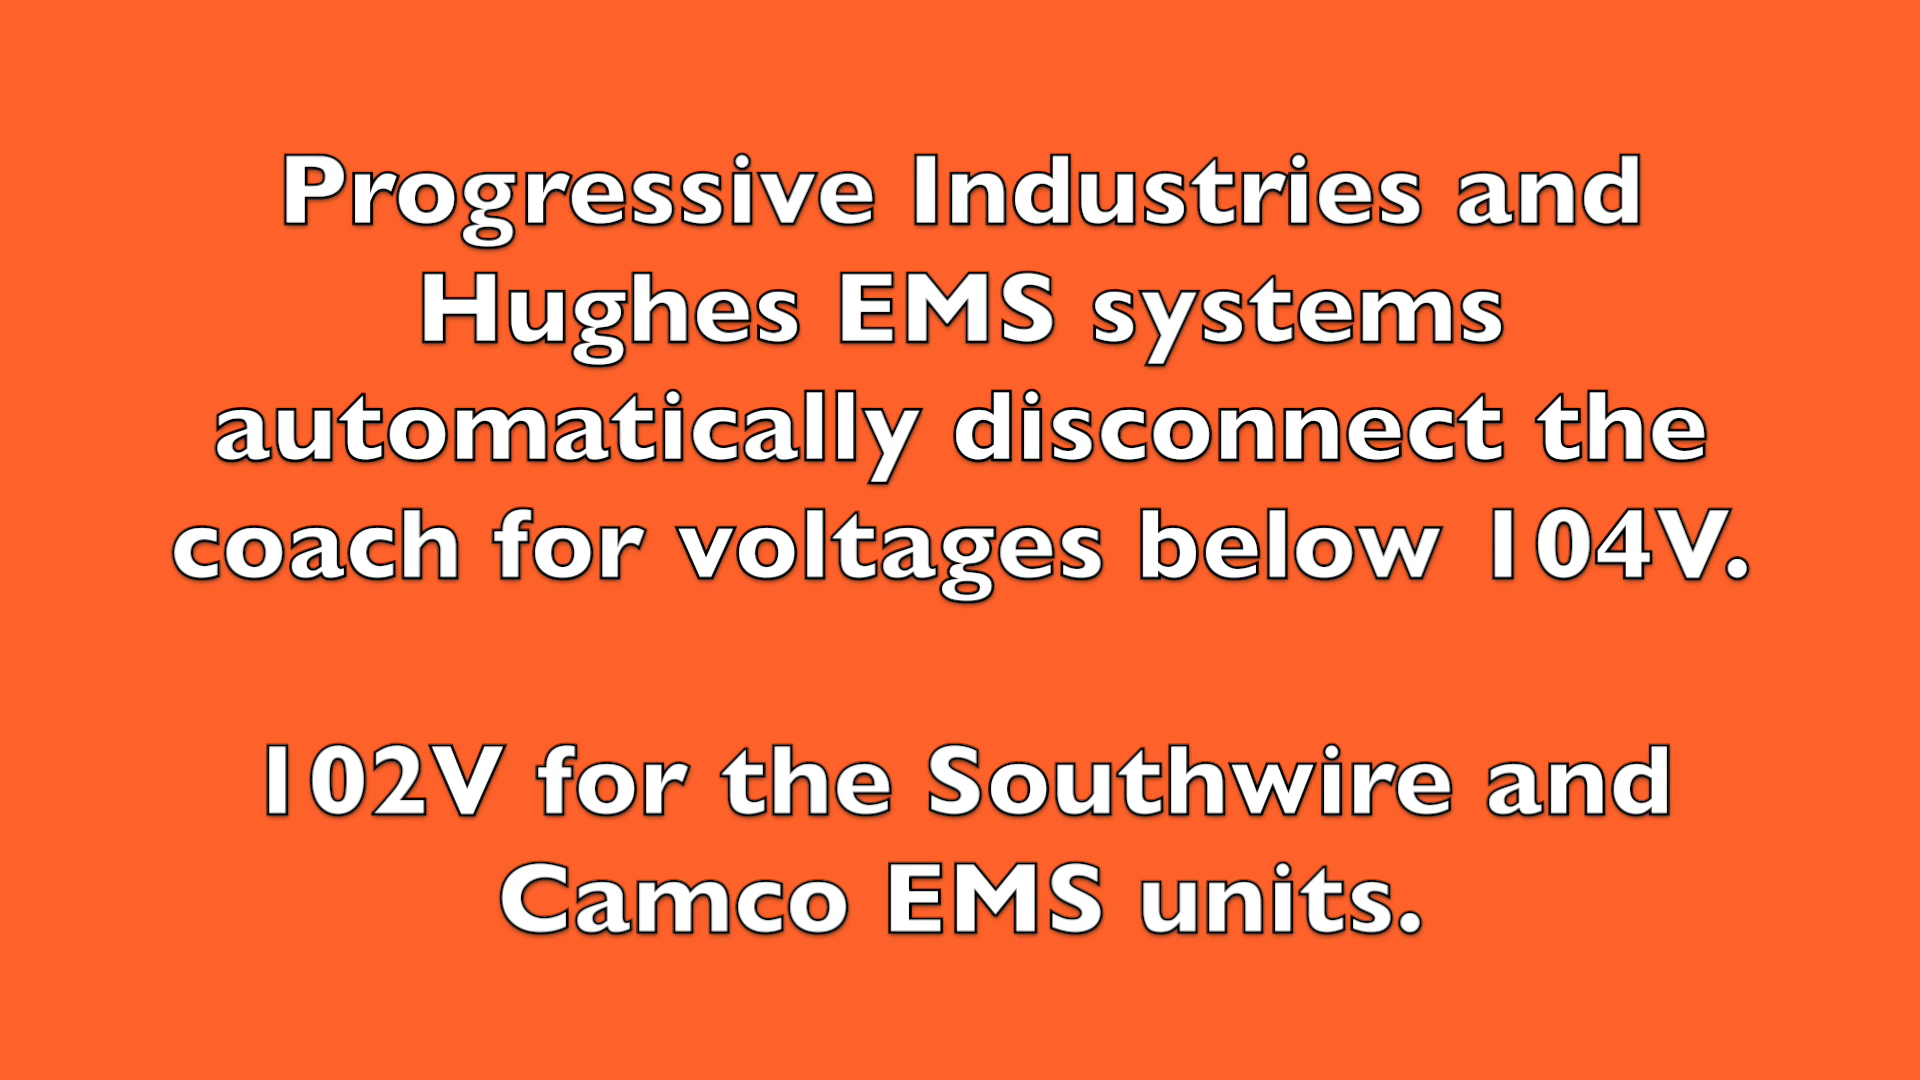 Progressive Industries and
Hughes EMS systems
automatically disconnect the
coach for voltages below 104V.
102V for the Southwire and
Camco EMS units.